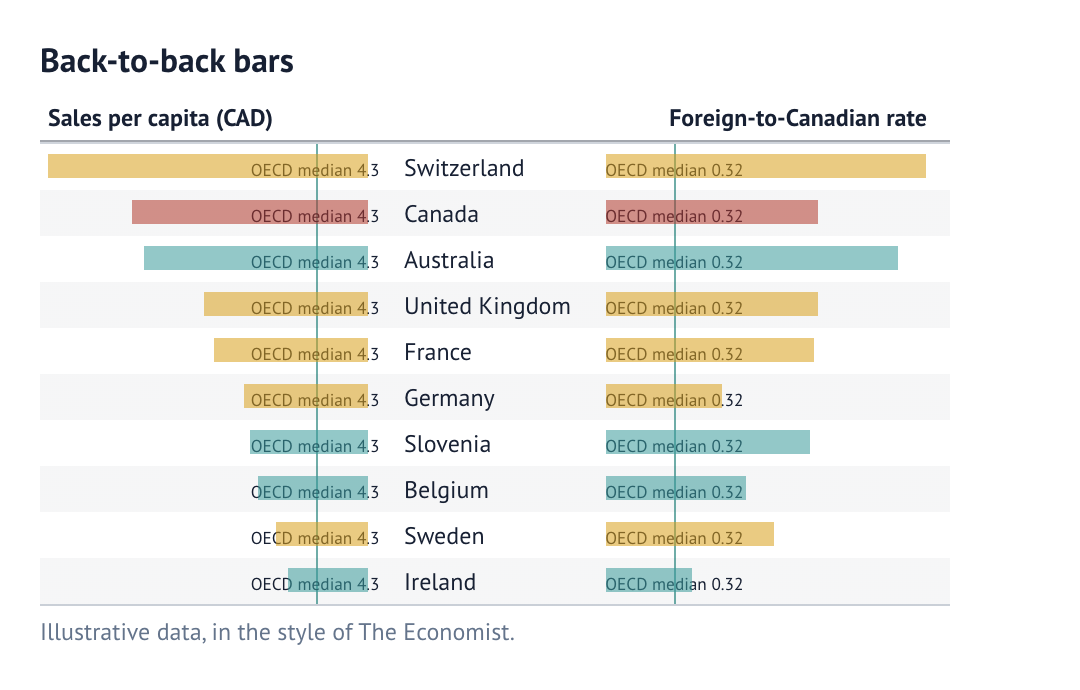 Back-to-back bars
Sales per capita (CAD) Foreign-to-Canadian rate
OECD median 4.3 Switzerland OECD median 0.32
OECD median 4.3 Canada OECD median 0.32
OECD median 4.3 Australia OECD median 0.32
OECD median 4.3 United Kingdom OECD median 0.32
OECD median 4.3 France OECD median 0.32
OECD median 4.3 Germany OECD median 0.32
OECD median 4.3 Slovenia OECD median 0.32
OECD median 4.3 Belgium OECD median 0.32
OECD median 4.3 Sweden OECD median 0.32
OECD median 4.3 Ireland OECD median 0.32
Illustrative data, in the style of The Economist.